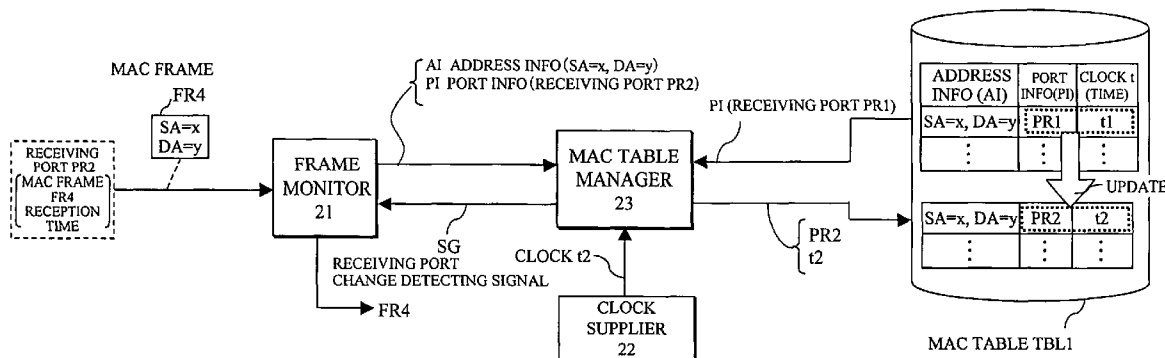 MAC FRAME
FR4
SA=x
DA=y
RECEIVING
PORT PR2
MAC FRAME
FR4
RECEPTION
TIME
FRAME
MONITOR
21
AI ADDRESS INFO (SA=x, DA=y)
PI PORT INFO (RECEIVING PORT PR2)
SG
RECEIVING PORT
CHANGE DETECTING SIGNAL
FR4
MAC TABLE
MANAGER
23
CLOCK t2
CLOCK
SUPPLIER
22
PI (RECEIVING PORT PR1)
PR2
t2
ADDRESS
INFO (AI)
PORT
INFO(PI)
CLOCK t
(TIME)
SA=x, DA=y PR1 t1
UPDATE
SA=x, DA=y PR2 t2
MAC TABLE TBL1